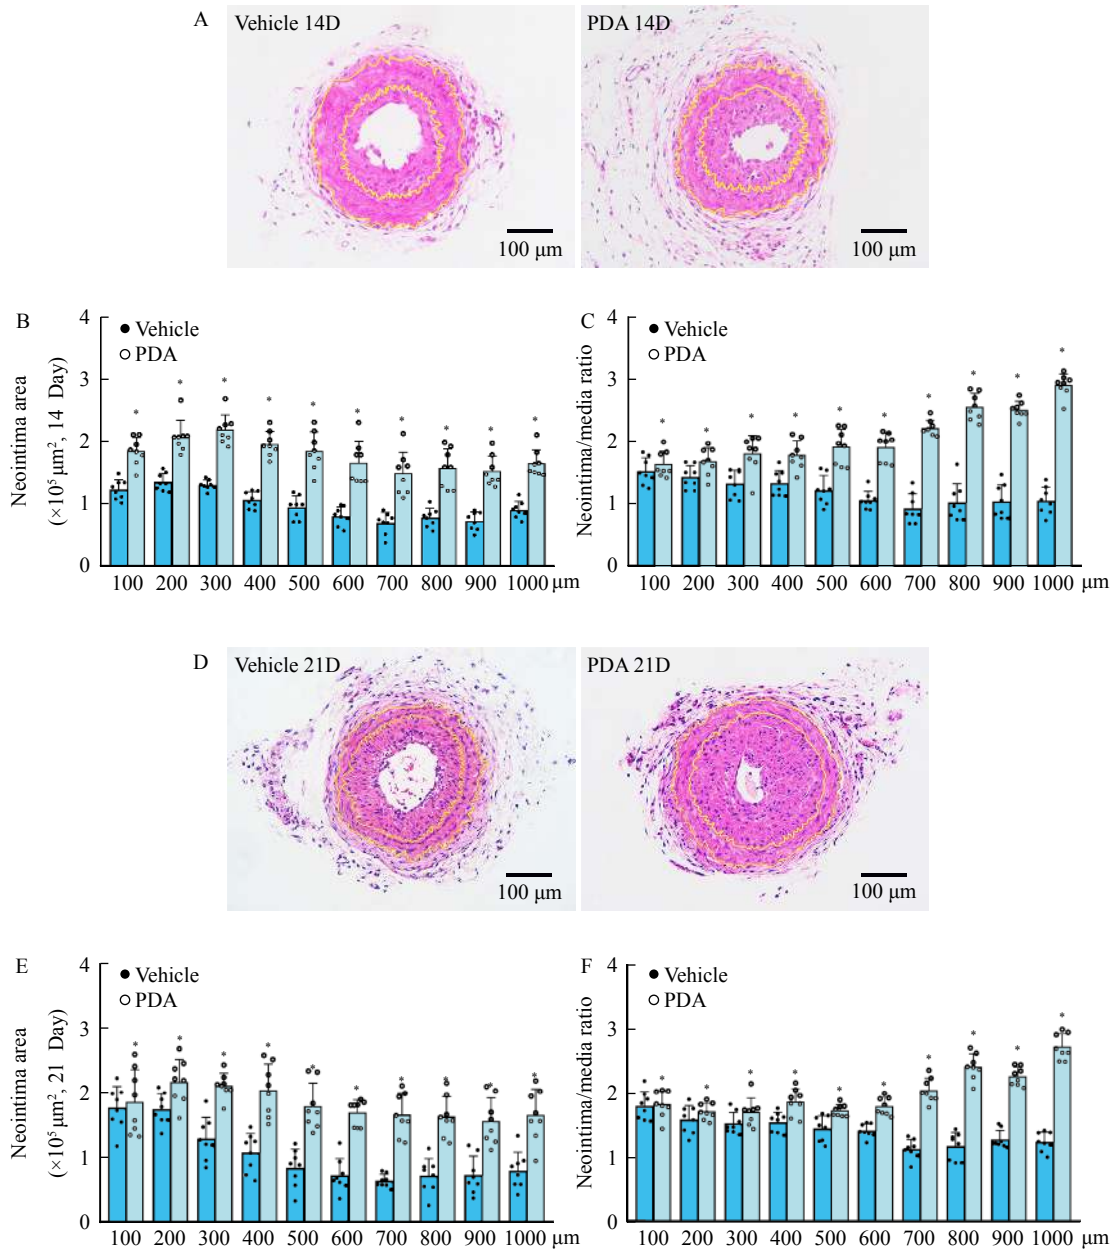 A
Vehicle 14D
PDA 14D
100 μm
100 μm
B
Neointima area
(×10⁵ μm², 14 Day)
4
3
2
1
0
Vehicle
PDA
* * * * * * * * * *
100 200 300 400 500 600 700 800 900 1000 μm
C
Neointima/media ratio
4
3
2
1
0
Vehicle
PDA
* * * * * * * * * *
100 200 300 400 500 600 700 800 900 1000 μm
D
Vehicle 21D
PDA 21D
100 μm
100 μm
E
Neointima area
(×10⁵ μm², 21 Day)
4
3
2
1
0
Vehicle
PDA
* * * * * * * * * *
100 200 300 400 500 600 700 800 900 1000 μm
F
Neointima/media ratio
4
3
2
1
0
Vehicle
PDA
* * * * * * * * * *
100 200 300 400 500 600 700 800 900 1000 μm